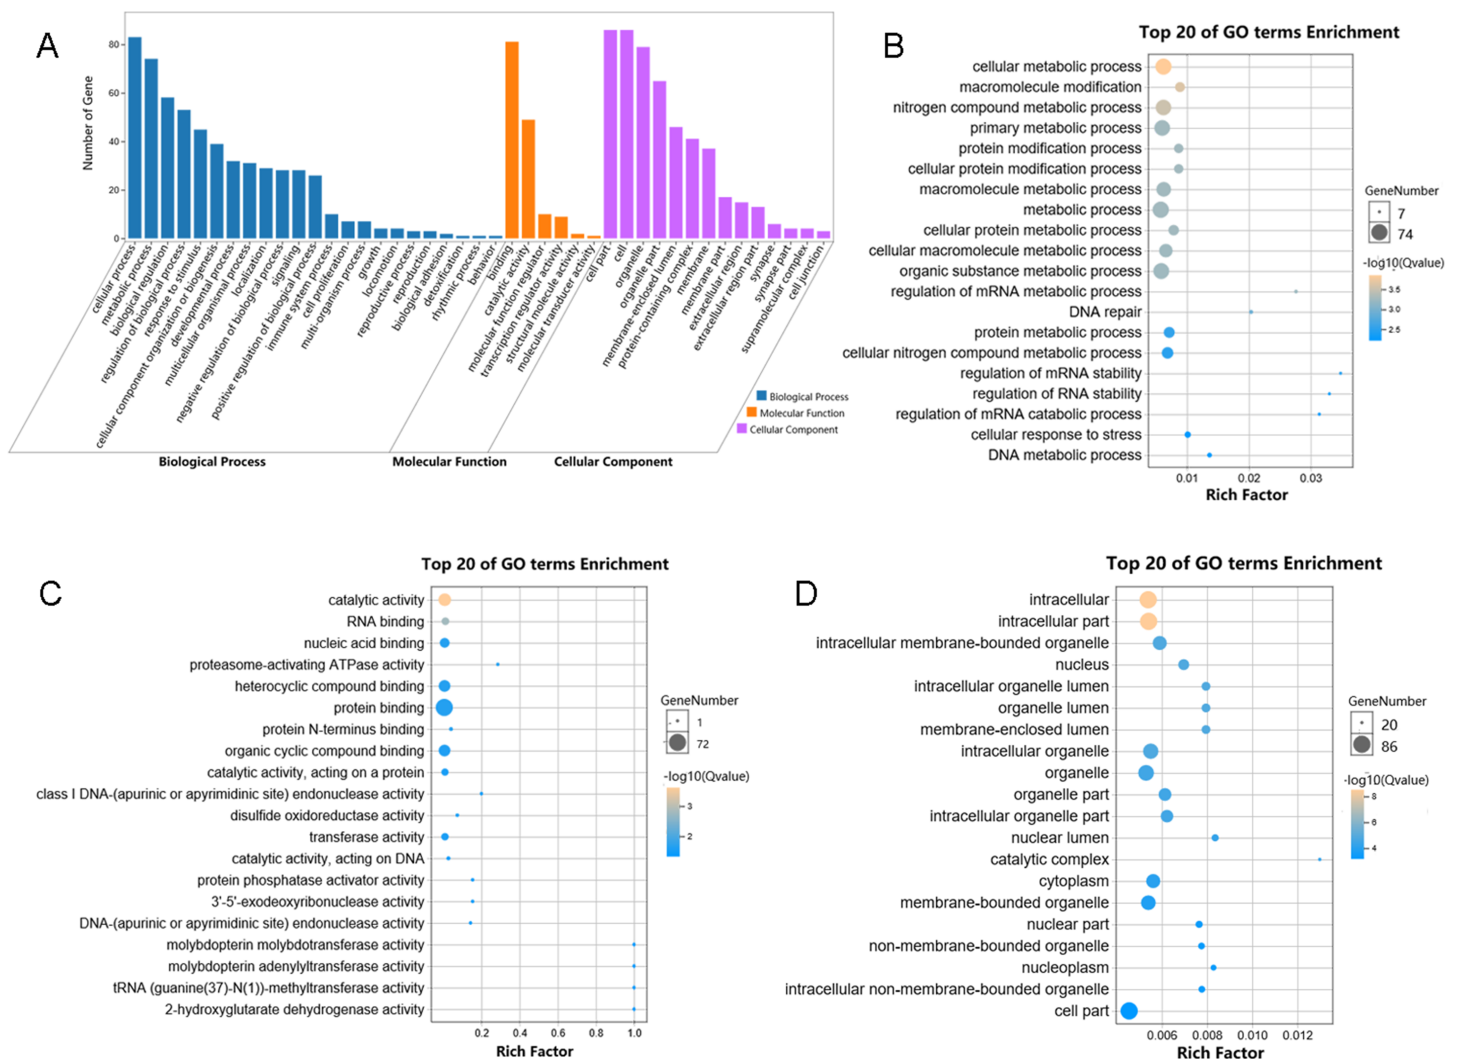 A
Number of Gene
80
60
40
20
0
cellular process
metabolic process
biological regulation
regulation of biological process
response to stimulus
cellular component organization or biogenesis
developmental process
multicellular organismal process
localization
negative regulation of biological process
signaling
positive regulation of biological process
immune system process
cell proliferation
multi-organism process
growth
locomotion
reproductive process
reproduction
biological adhesion
detoxification
rhythmic process
behavior
binding
catalytic activity
molecular function regulator
transcription regulator activity
structural molecule activity
molecular transducer activity
cell part
cell
organelle
organelle part
membrane-enclosed lumen
protein-containing complex
membrane
membrane part
extracellular region
extracellular region part
synapse
synapse part
supramolecular complex
cell junction
Biological Process
Molecular Function
Cellular Component
Biological Process
Molecular Function
Cellular Component
B
Top 20 of GO terms Enrichment
cellular metabolic process
macromolecule modification
nitrogen compound metabolic process
primary metabolic process
protein modification process
cellular protein modification process
macromolecule metabolic process
metabolic process
cellular protein metabolic process
cellular macromolecule metabolic process
organic substance metabolic process
regulation of mRNA metabolic process
DNA repair
protein metabolic process
cellular nitrogen compound metabolic process
regulation of mRNA stability
regulation of RNA stability
regulation of mRNA catabolic process
cellular response to stress
DNA metabolic process
0.01 0.02 0.03
Rich Factor
GeneNumber
7
74
-log10(Qvalue)
3.5
3.0
2.5
C
Top 20 of GO terms Enrichment
catalytic activity
RNA binding
nucleic acid binding
proteasome-activating ATPase activity
heterocyclic compound binding
protein binding
protein N-terminus binding
organic cyclic compound binding
catalytic activity, acting on a protein
class I DNA-(apurinic or apyrimidinic site) endonuclease activity
disulfide oxidoreductase activity
transferase activity
catalytic activity, acting on DNA
protein phosphatase activator activity
3'-5'-exodeoxyribonuclease activity
DNA-(apurinic or apyrimidinic site) endonuclease activity
molybdopterin molybdotransferase activity
molybdopterin adenylyltransferase activity
tRNA (guanine(37)-N(1))-methyltransferase activity
2-hydroxyglutarate dehydrogenase activity
0.2 0.4 0.6 0.8 1.0
Rich Factor
GeneNumber
1
72
-log10(Qvalue)
3
2
D
Top 20 of GO terms Enrichment
intracellular
intracellular part
intracellular membrane-bounded organelle
nucleus
intracellular organelle lumen
organelle lumen
membrane-enclosed lumen
intracellular organelle
organelle
organelle part
intracellular organelle part
nuclear lumen
catalytic complex
cytoplasm
membrane-bounded organelle
nuclear part
non-membrane-bounded organelle
nucleoplasm
intracellular non-membrane-bounded organelle
cell part
0.006 0.008 0.010 0.012
Rich Factor
GeneNumber
20
86
-log10(Qvalue)
8
6
4